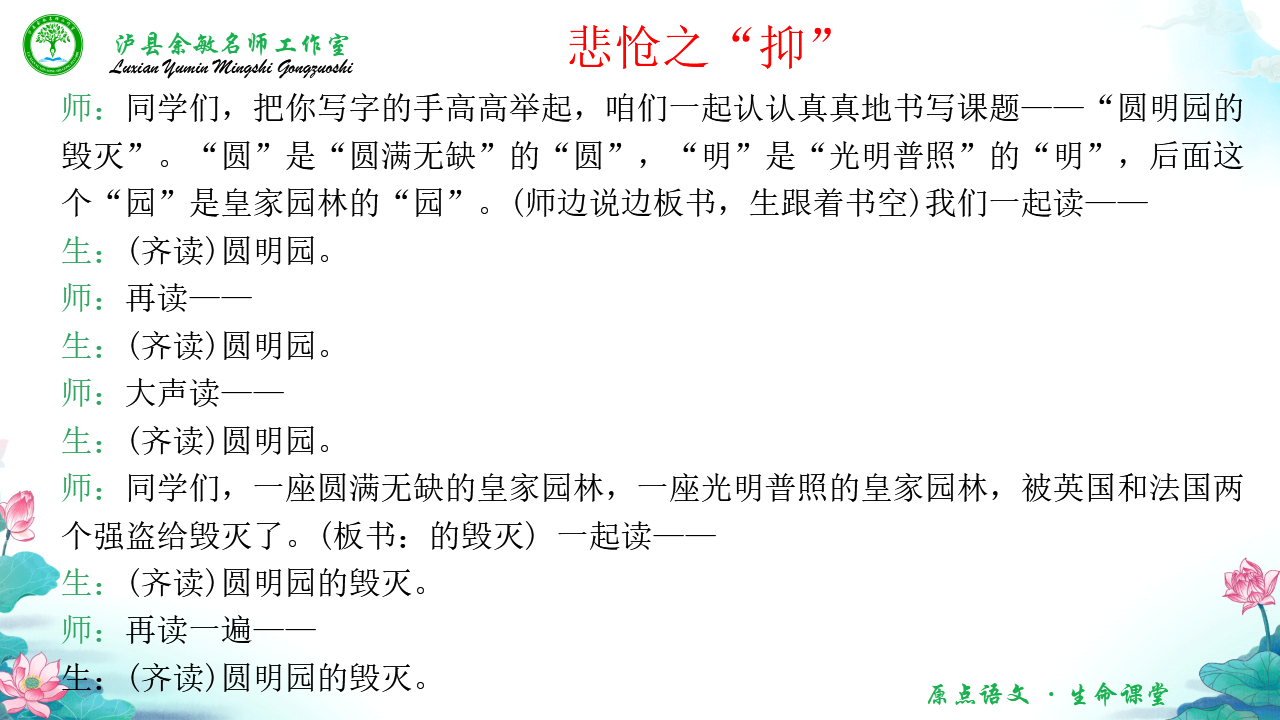 泸县余敏名师工作室
Luxian Yumin Mingshi Gongzuoshi
悲怆之“抑”
师：同学们，把你写字的手高高举起，咱们一起认认真真地书写课题——“圆明园的
毁灭”。“圆”是“圆满无缺”的“圆”，“明”是“光明普照”的“明”，后面这
个“园”是皇家园林的“园”。(师边说边板书，生跟着书空)我们一起读——
生：(齐读)圆明园。
师：再读——
生：(齐读)圆明园。
师：大声读——
生：(齐读)圆明园。
师：同学们，一座圆满无缺的皇家园林，一座光明普照的皇家园林，被英国和法国两
个强盗给毁灭了。(板书：的毁灭) 一起读——
生：(齐读)圆明园的毁灭。
师：再读一遍——
生：(齐读)圆明园的毁灭。
原点语文 · 生命课堂